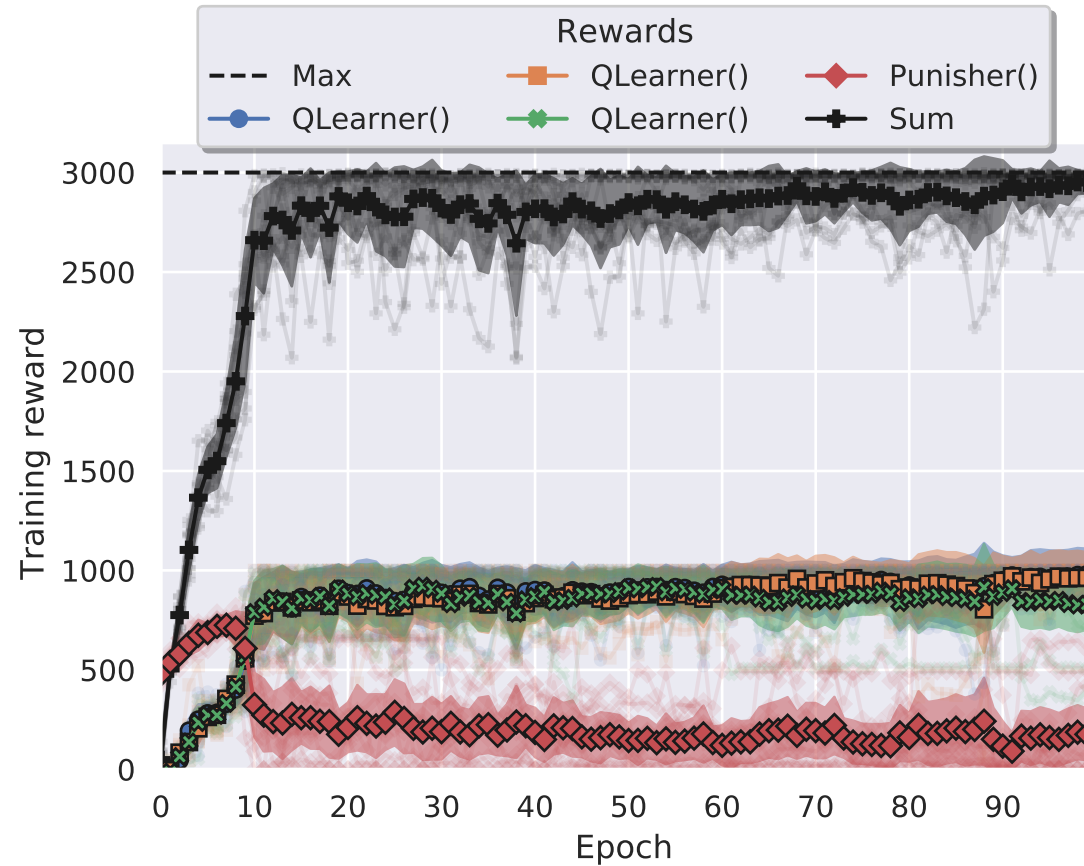 Rewards
Max QLearner() Punisher()
QLearner() QLearner() Sum
3000
2500
2000
1500
1000
500
0
Training reward
0 10 20 30 40 50 60 70 80 90
Epoch